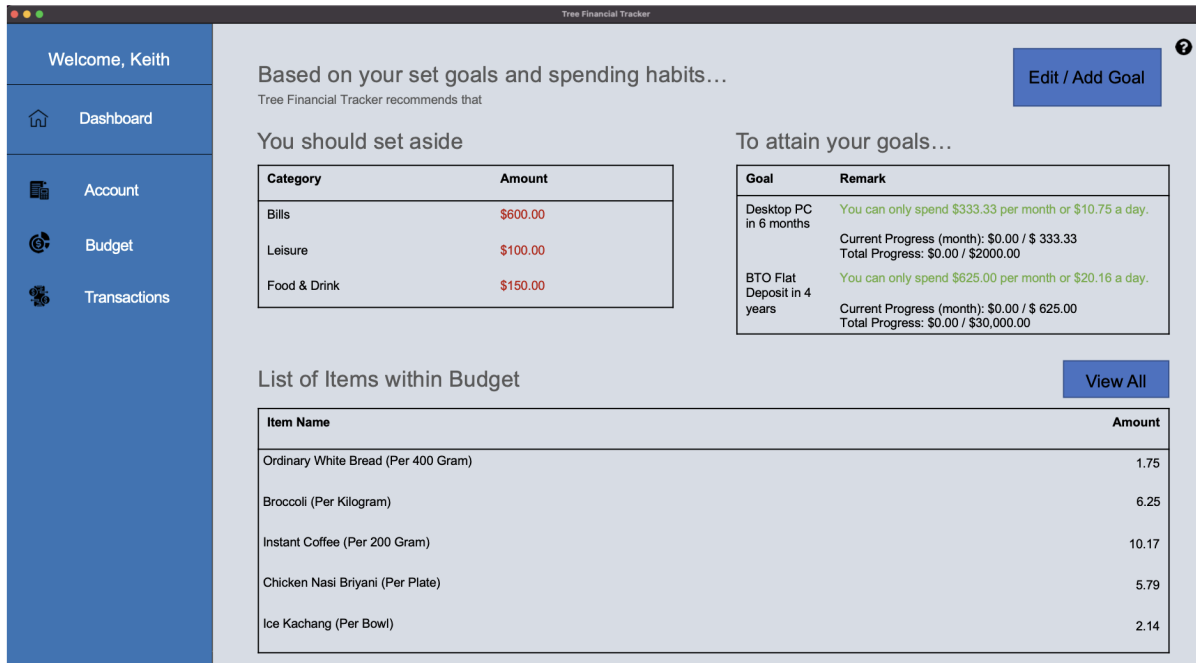 Tree Financial Tracker
Welcome, Keith
Dashboard
Account
Budget
Transactions
Based on your set goals and spending habits…
Tree Financial Tracker recommends that
Edit / Add Goal
?
You should set aside
Category Amount
Bills $600.00
Leisure $100.00
Food & Drink $150.00
To attain your goals…
Goal Remark
Desktop PC
in 6 months
You can only spend $333.33 per month or $10.75 a day.
Current Progress (month): $0.00 / $ 333.33
Total Progress: $0.00 / $2000.00
BTO Flat
Deposit in 4
years
You can only spend $625.00 per month or $20.16 a day.
Current Progress (month): $0.00 / $ 625.00
Total Progress: $0.00 / $30,000.00
List of Items within Budget
View All
Item Name Amount
Ordinary White Bread (Per 400 Gram) 1.75
Broccoli (Per Kilogram) 6.25
Instant Coffee (Per 200 Gram) 10.17
Chicken Nasi Briyani (Per Plate) 5.79
Ice Kachang (Per Bowl) 2.14